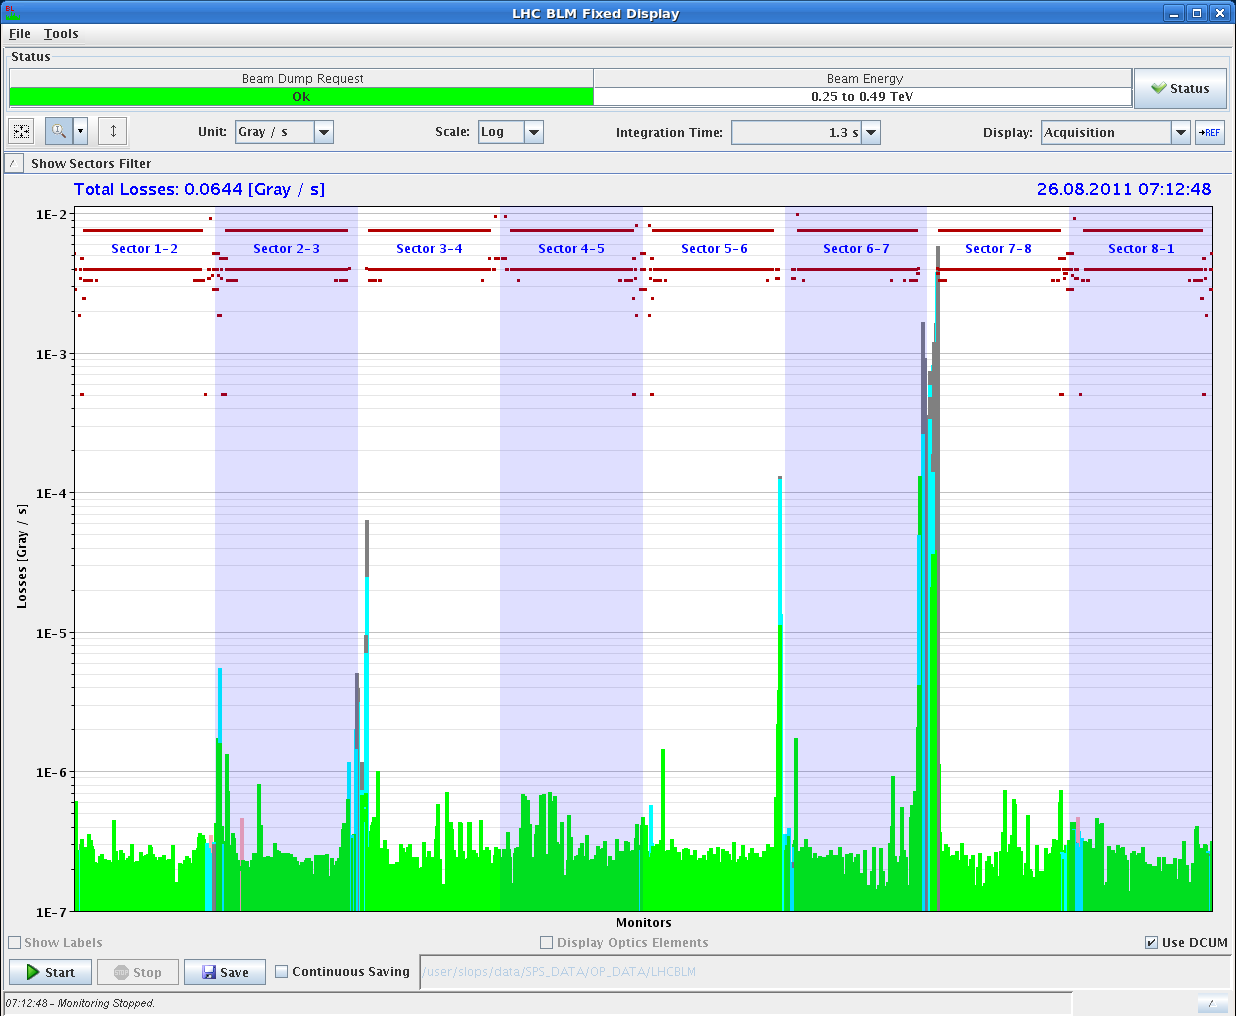 BL
LHC BLM Fixed Display
File Tools
Status
Beam Dump Request Beam Energy
Ok 0.25 to 0.49 TeV
Status
Unit: Gray / s Scale: Log Integration Time: 1.3 s Display: Acquisition →REF
Show Sectors Filter
Total Losses: 0.0644 [Gray / s] 26.08.2011 07:12:48
1E-2
Sector 1-2 Sector 2-3 Sector 3-4 Sector 4-5 Sector 5-6 Sector 6-7 Sector 7-8 Sector 8-1
1E-3
1E-4
Losses [Gray / s]
1E-5
1E-6
1E-7
Monitors
Show Labels Display Optics Elements Use DCUM
Start Stop Save Continuous Saving /user/slops/data/SPS_DATA/OP_DATA/LHCBLM
07:12:48 - Monitoring Stopped.